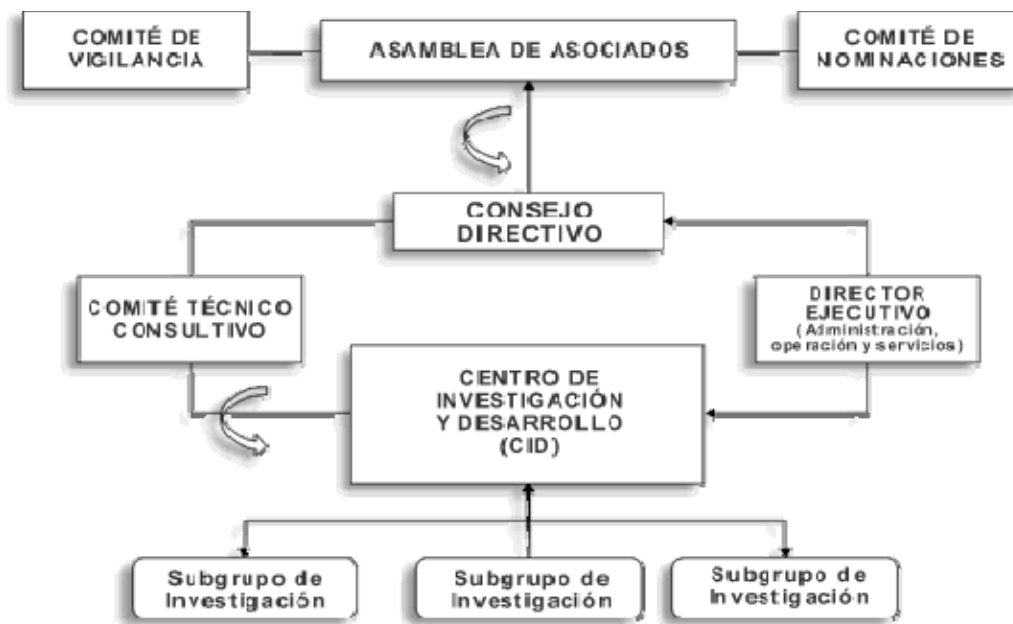 COMITÉ DE
VIGILANCIA
ASAMBLEA DE ASOCIADOS
COMITÉ DE
NOMINACIONES
CONSEJO
DIRECTIVO
COMITÉ TÉCNICO
CONSULTIVO
DIRECTOR
EJECUTIVO
(Administración,
operación y servicios)
CENTRO DE
INVESTIGACIÓN
Y DESARROLLO
(CID)
Subgrupo de
Investigación
Subgrupo de
Investigación
Subgrupo de
Investigación